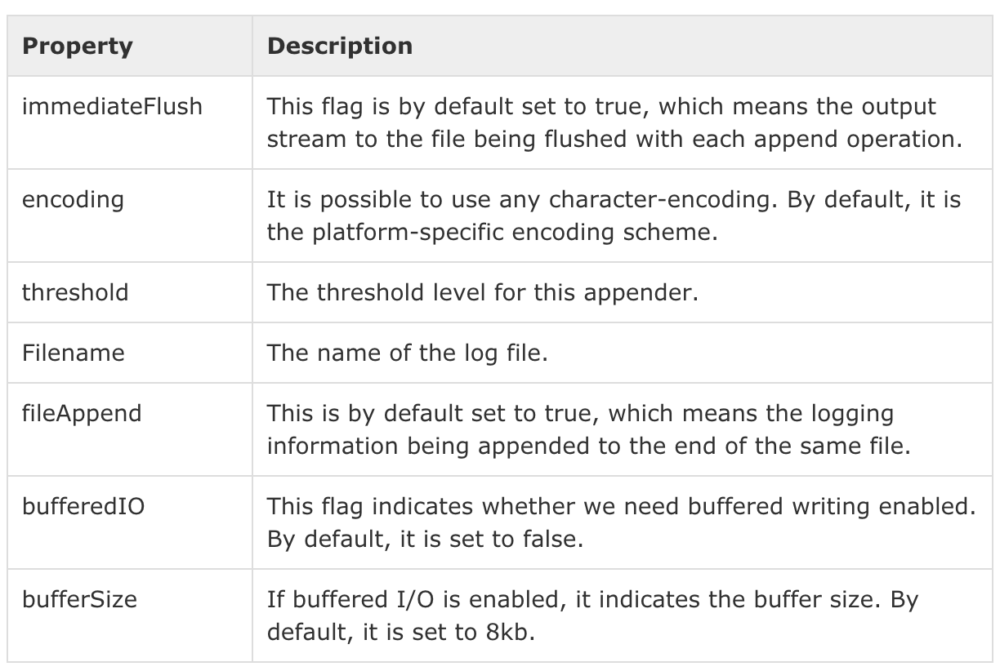 Property Description
immediateFlush This flag is by default set to true, which means the output
stream to the file being flushed with each append operation.
encoding It is possible to use any character-encoding. By default, it is
the platform-specific encoding scheme.
threshold The threshold level for this appender.
Filename The name of the log file.
fileAppend This is by default set to true, which means the logging
information being appended to the end of the same file.
bufferedIO This flag indicates whether we need buffered writing enabled.
By default, it is set to false.
bufferSize If buffered I/O is enabled, it indicates the buffer size. By
default, it is set to 8kb.